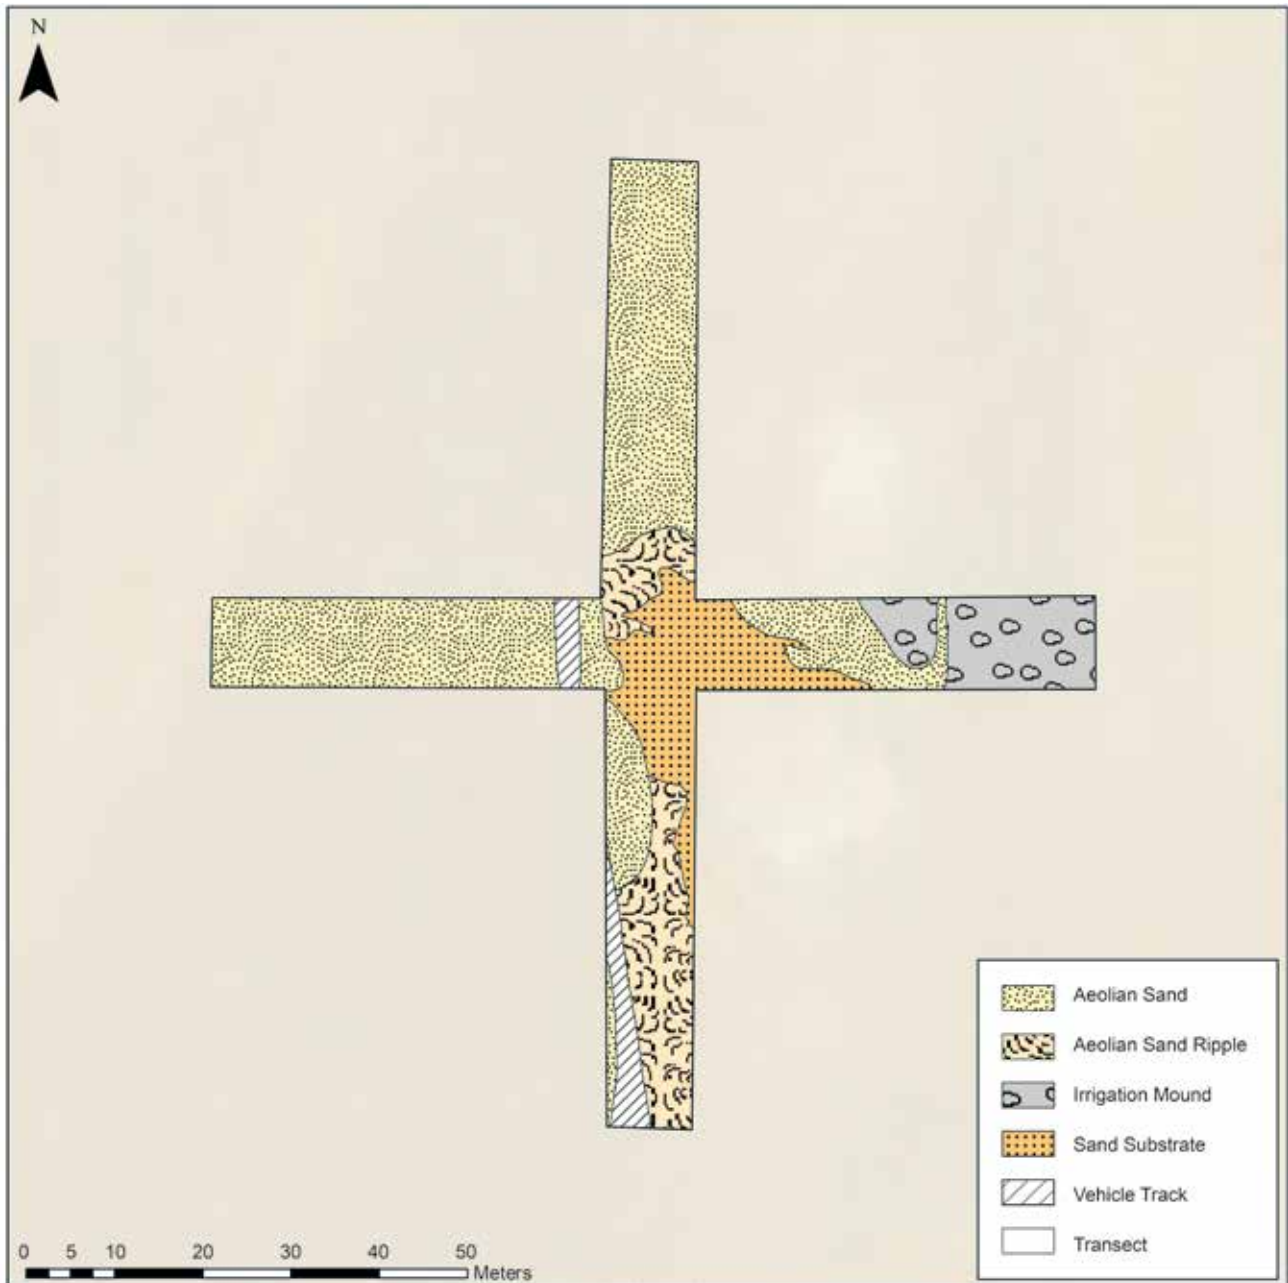 N
Aeolian Sand
Aeolian Sand Ripple
Irrigation Mound
Sand Substrate
Vehicle Track
Transect
0 5 10 20 30 40 50
Meters